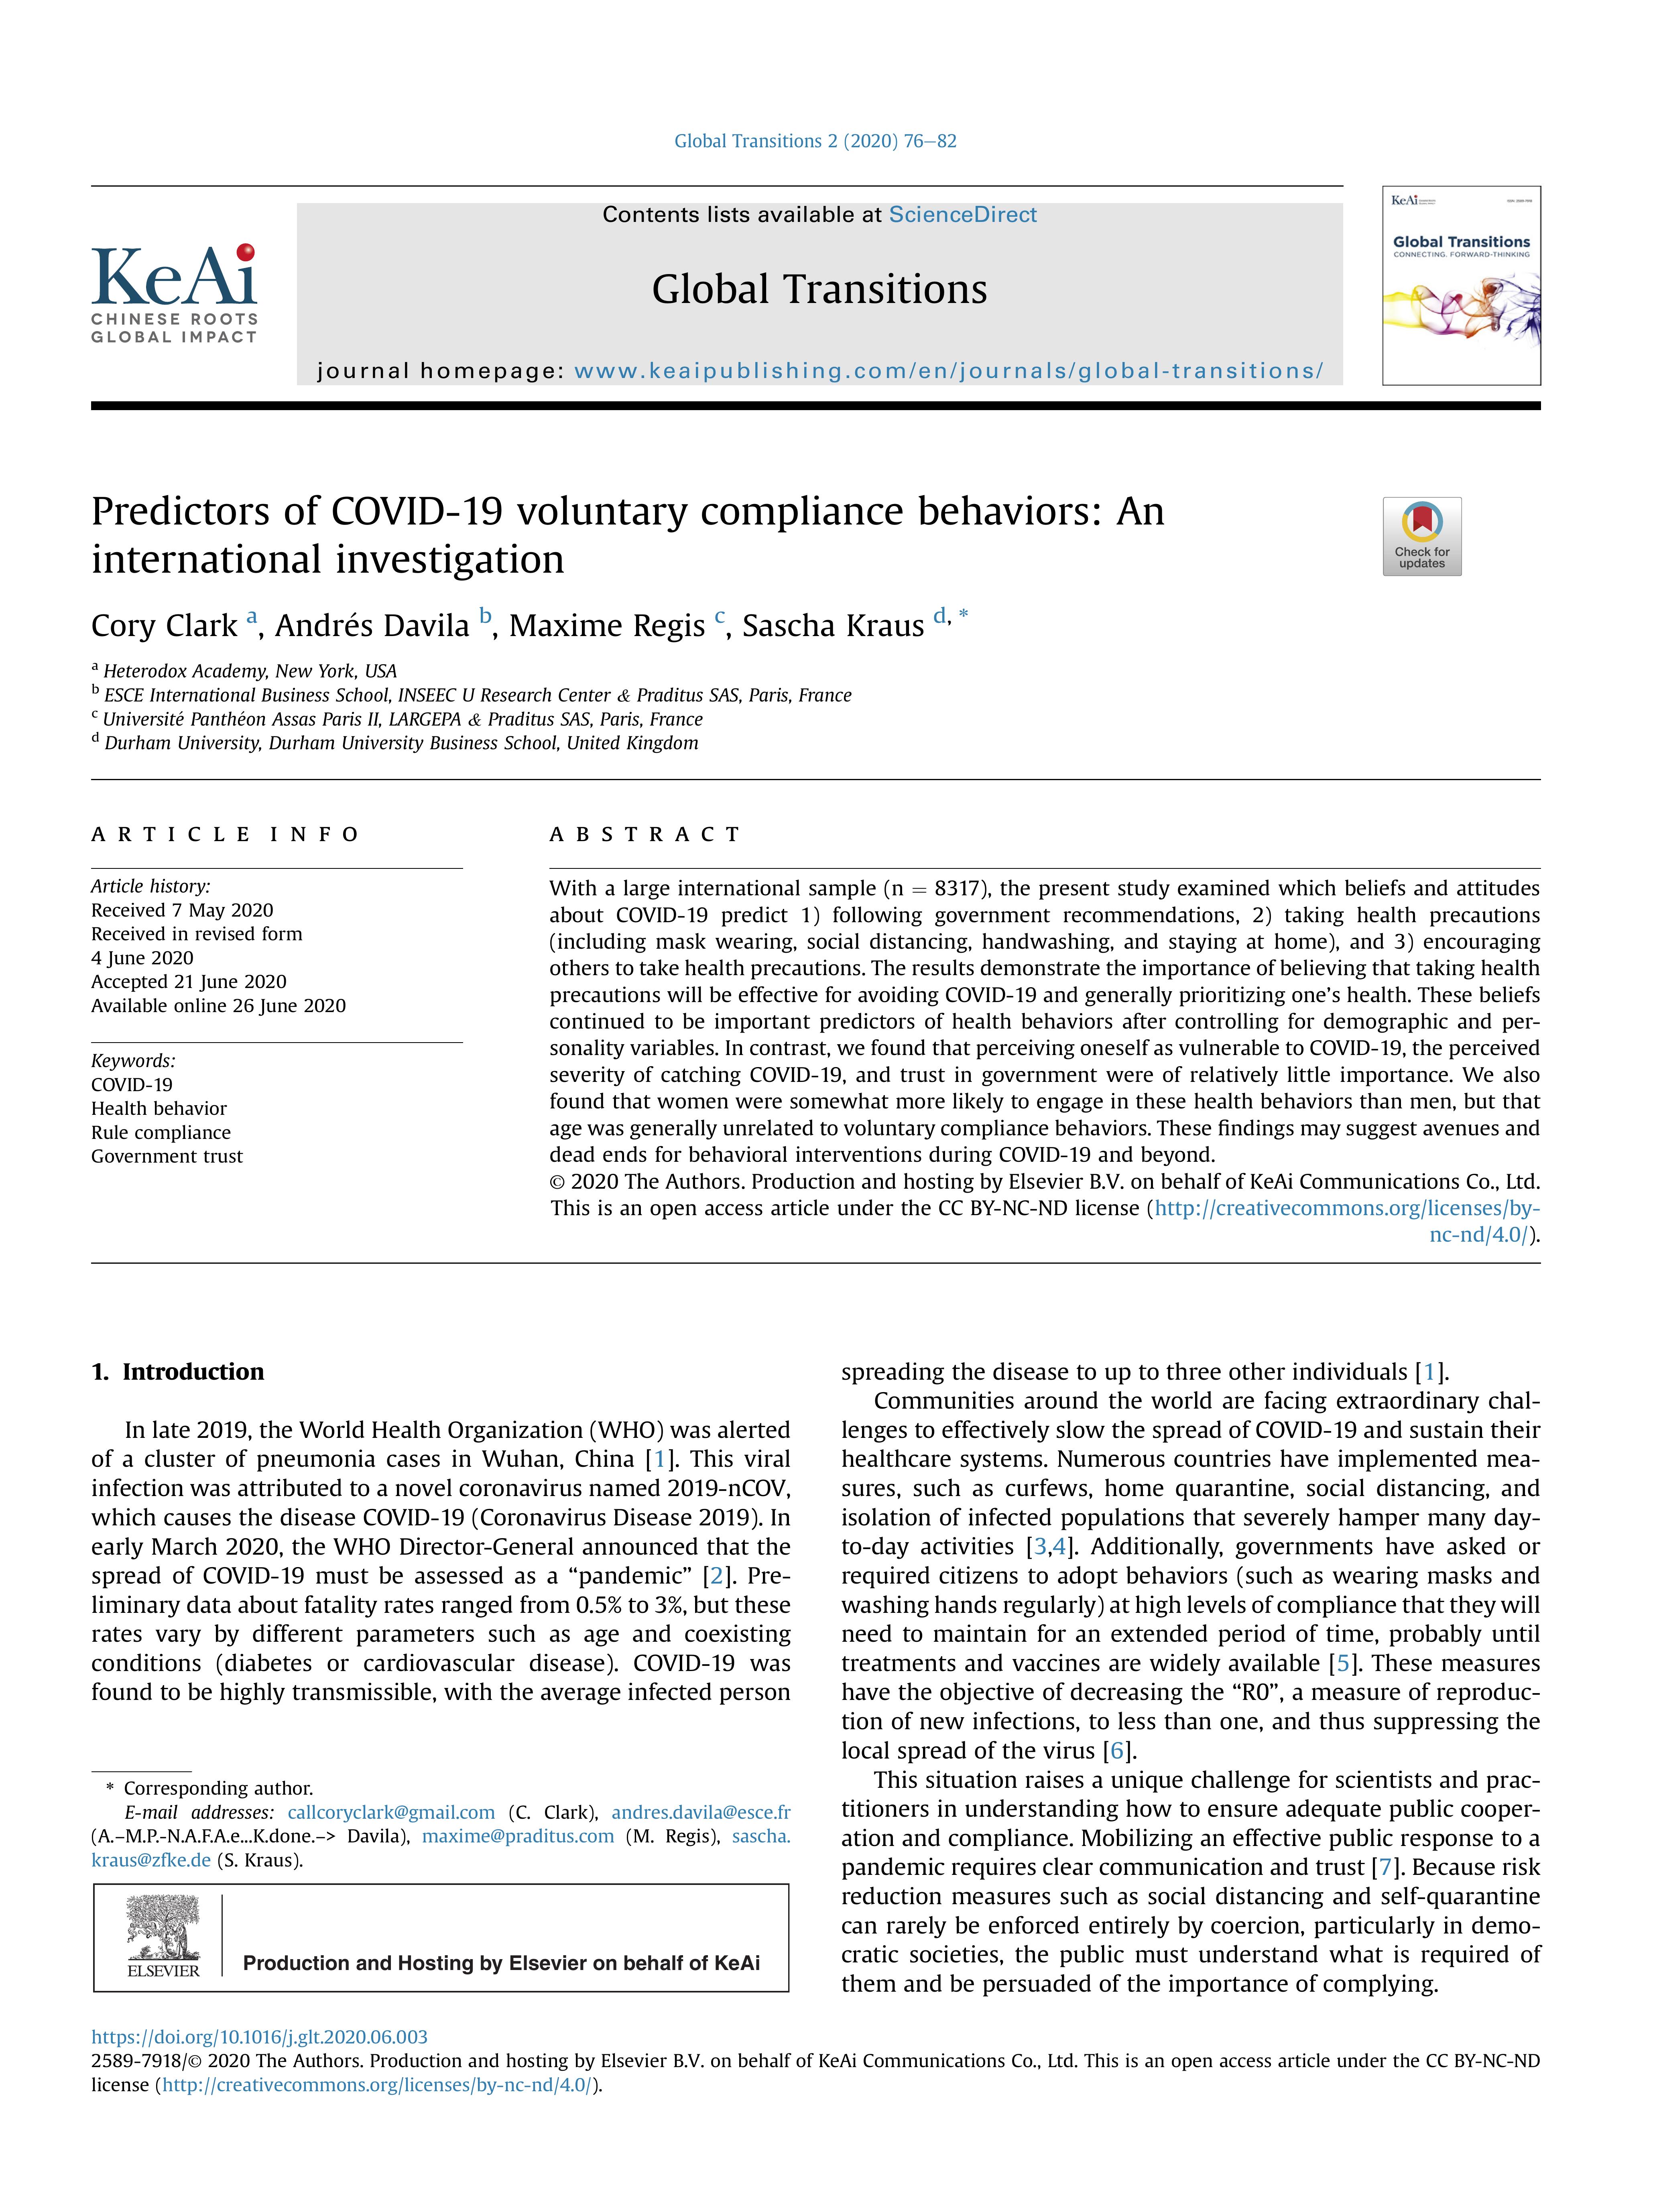 Global Transitions 2 (2020) 76–82
Contents lists available at ScienceDirect
Global Transitions
journal homepage: www.keaipublishing.com/en/journals/global-transitions/
KeAi
CHINESE ROOTS
GLOBAL IMPACT
KeAi
Global Transitions
CONNECTING. FORWARD-THINKING
Predictors of COVID-19 voluntary compliance behaviors: An
international investigation
Check for
updates
Cory Clark a, Andrés Davila b, Maxime Regis c, Sascha Kraus d, *
a Heterodox Academy, New York, USA
b ESCE International Business School, INSEEC U Research Center & Praditus SAS, Paris, France
c Université Panthéon Assas Paris II, LARGEPA & Praditus SAS, Paris, France
d Durham University, Durham University Business School, United Kingdom
ARTICLE INFO
Article history:
Received 7 May 2020
Received in revised form
4 June 2020
Accepted 21 June 2020
Available online 26 June 2020
Keywords:
COVID-19
Health behavior
Rule compliance
Government trust
ABSTRACT
With a large international sample (n = 8317), the present study examined which beliefs and attitudes
about COVID-19 predict 1) following government recommendations, 2) taking health precautions
(including mask wearing, social distancing, handwashing, and staying at home), and 3) encouraging
others to take health precautions. The results demonstrate the importance of believing that taking health
precautions will be effective for avoiding COVID-19 and generally prioritizing one's health. These beliefs
continued to be important predictors of health behaviors after controlling for demographic and per-
sonality variables. In contrast, we found that perceiving oneself as vulnerable to COVID-19, the perceived
severity of catching COVID-19, and trust in government were of relatively little importance. We also
found that women were somewhat more likely to engage in these health behaviors than men, but that
age was generally unrelated to voluntary compliance behaviors. These findings may suggest avenues and
dead ends for behavioral interventions during COVID-19 and beyond.
© 2020 The Authors. Production and hosting by Elsevier B.V. on behalf of KeAi Communications Co., Ltd.
This is an open access article under the CC BY-NC-ND license (http://creativecommons.org/licenses/by-
nc-nd/4.0/).
1. Introduction
In late 2019, the World Health Organization (WHO) was alerted
of a cluster of pneumonia cases in Wuhan, China [1]. This viral
infection was attributed to a novel coronavirus named 2019-nCOV,
which causes the disease COVID-19 (Coronavirus Disease 2019). In
early March 2020, the WHO Director-General announced that the
spread of COVID-19 must be assessed as a “pandemic” [2]. Pre-
liminary data about fatality rates ranged from 0.5% to 3%, but these
rates vary by different parameters such as age and coexisting
conditions (diabetes or cardiovascular disease). COVID-19 was
found to be highly transmissible, with the average infected person
spreading the disease to up to three other individuals [1].
Communities around the world are facing extraordinary chal-
lenges to effectively slow the spread of COVID-19 and sustain their
healthcare systems. Numerous countries have implemented mea-
sures, such as curfews, home quarantine, social distancing, and
isolation of infected populations that severely hamper many day-
to-day activities [3,4]. Additionally, governments have asked or
required citizens to adopt behaviors (such as wearing masks and
washing hands regularly) at high levels of compliance that they will
need to maintain for an extended period of time, probably until
treatments and vaccines are widely available [5]. These measures
have the objective of decreasing the “R0”, a measure of reproduc-
tion of new infections, to less than one, and thus suppressing the
local spread of the virus [6].
This situation raises a unique challenge for scientists and prac-
titioners in understanding how to ensure adequate public cooper-
ation and compliance. Mobilizing an effective public response to a
pandemic requires clear communication and trust [7]. Because risk
reduction measures such as social distancing and self-quarantine
can rarely be enforced entirely by coercion, particularly in demo-
cratic societies, the public must understand what is required of
them and be persuaded of the importance of complying.
* Corresponding author.
E-mail addresses: callcoryclark@gmail.com (C. Clark), andres.davila@esce.fr
(A.–M.P.-N.A.F.A.e...K.done.–> Davila), maxime@praditus.com (M. Regis), sascha.
kraus@zfke.de (S. Kraus).
ELSEVIER
Production and Hosting by Elsevier on behalf of KeAi
https://doi.org/10.1016/j.glt.2020.06.003
2589-7918/© 2020 The Authors. Production and hosting by Elsevier B.V. on behalf of KeAi Communications Co., Ltd. This is an open access article under the CC BY-NC-ND
license (http://creativecommons.org/licenses/by-nc-nd/4.0/).